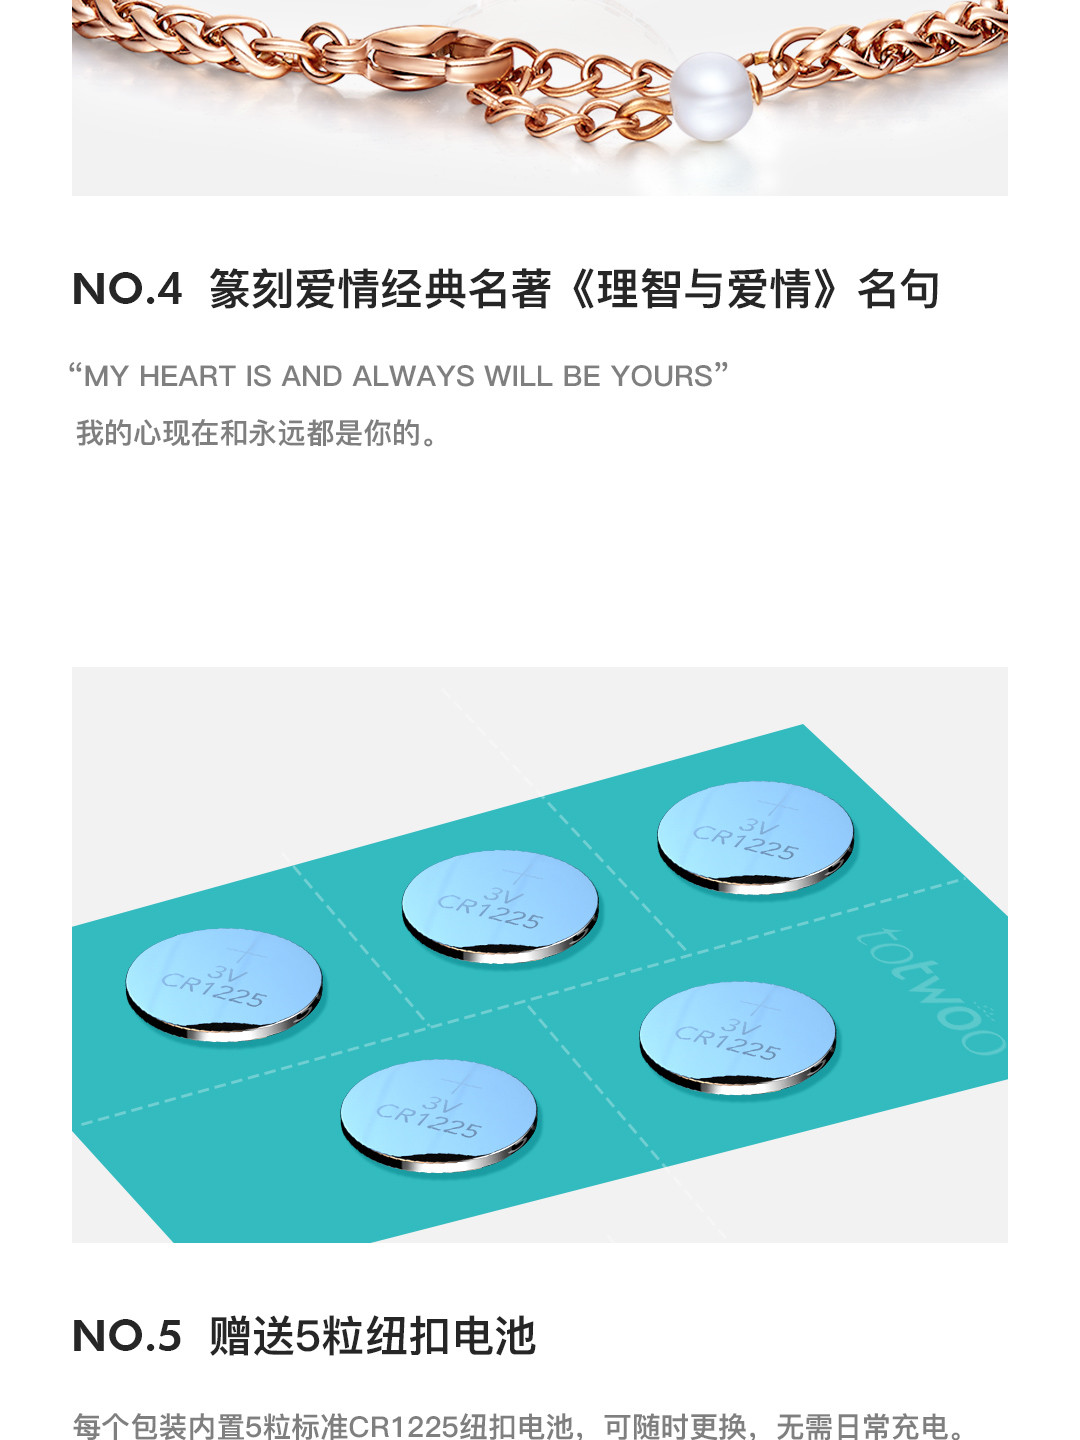 NO.4 篆刻爱情经典名著《理智与爱情》名句
“MY HEART IS AND ALWAYS WILL BE YOURS”
我的心现在和永远都是你的。
3V
CR1225
3V
CR1225
3V
CR1225
totwoo
3V
CR1225
3V
CR1225
NO.5 赠送5粒纽扣电池
每个包装内置5粒标准CR1225纽扣电池，可随时更换，无需日常充电。